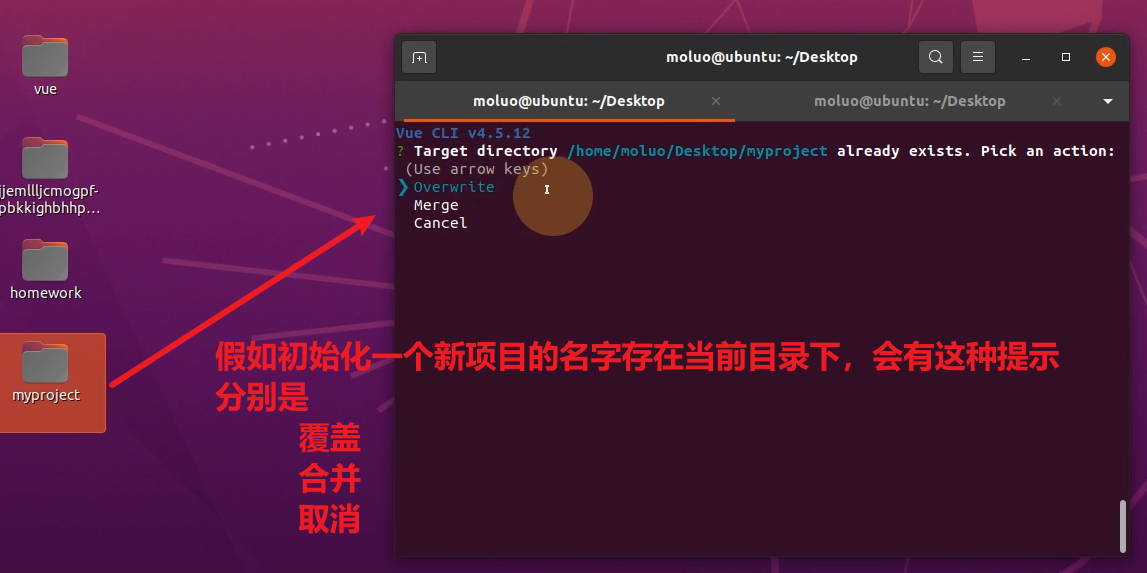 vue
jjemllljcmogpf-
pbkkighbhhp...
homework
myproject
moluo@ubuntu: ~/Desktop
moluo@ubuntu: ~/Desktop
moluo@ubuntu: ~/Desktop
Vue CLI v4.5.12
? Target directory /home/moluo/Desktop/myproject already exists. Pick an action:
(Use arrow keys)
❯ Overwrite
Merge
Cancel
假如初始化一个新项目的名字存在当前目录下，会有这种提示
分别是
覆盖
合并
取消